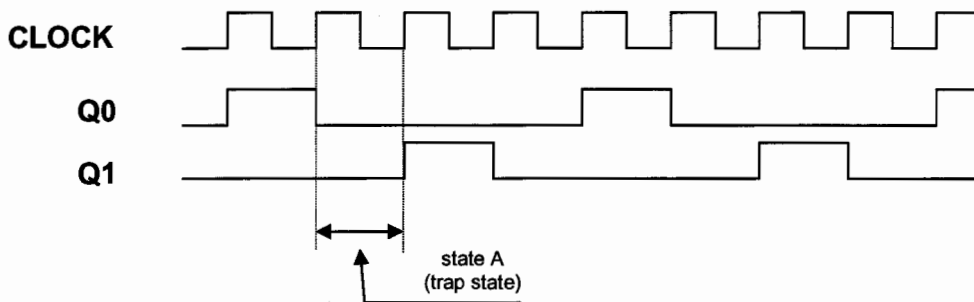 CLOCK
Q0
Q1
state A
(trap state)